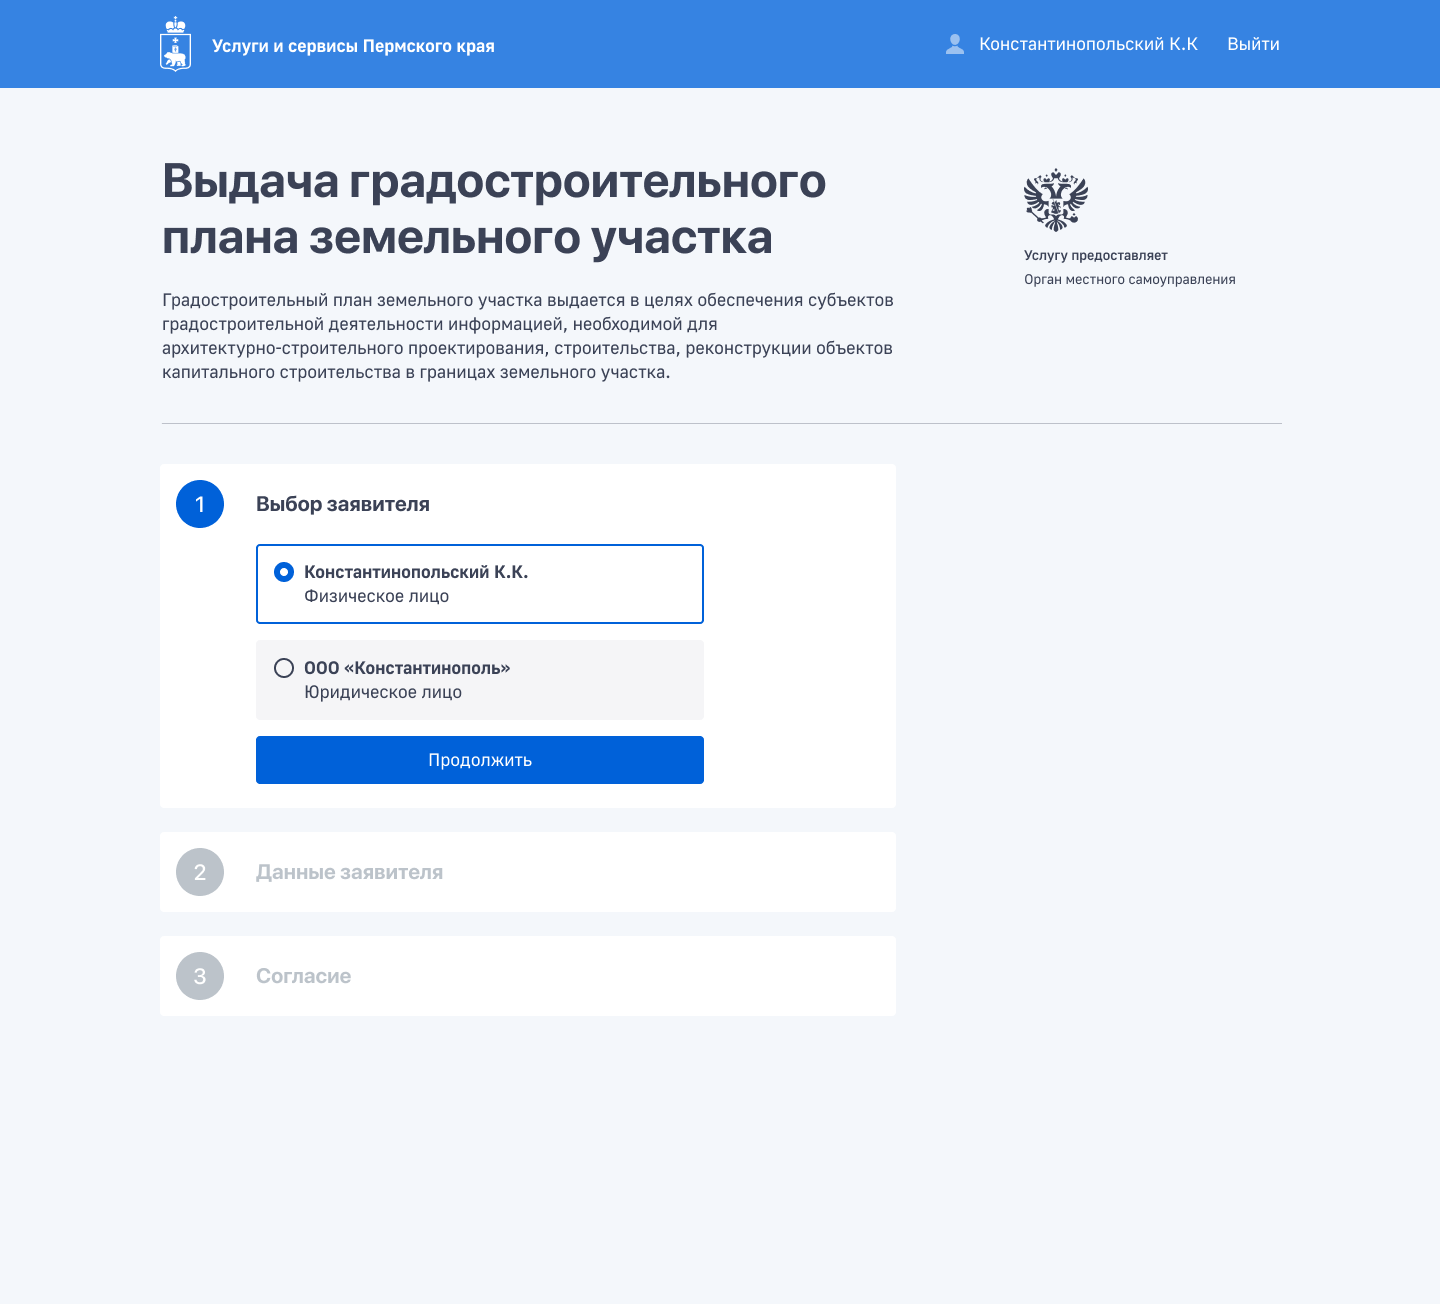 Услуги и сервисы Пермского края
Константинопольский К.К
Выйти
Выдача градостроительного
плана земельного участка
Услугу предоставляет
Орган местного самоуправления
Градостроительный план земельного участка выдается в целях обеспечения субъектов
градостроительной деятельности информацией, необходимой для
архитектурно-строительного проектирования, строительства, реконструкции объектов
капитального строительства в границах земельного участка.
1
Выбор заявителя
Константинопольский К.К.
Физическое лицо
ООО «Константинополь»
Юридическое лицо
Продолжить
2
Данные заявителя
3
Согласие